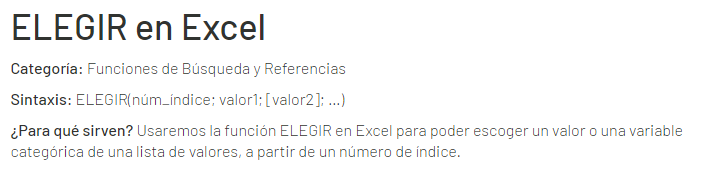 ELEGIR en Excel
Categoría: Funciones de Búsqueda y Referencias
Sintaxis: ELEGIR(núm_índice; valor1; [valor2]; ...)
¿Para qué sirven? Usaremos la función ELEGIR en Excel para poder escoger un valor o una variable
categórica de una lista de valores, a partir de un número de índice.